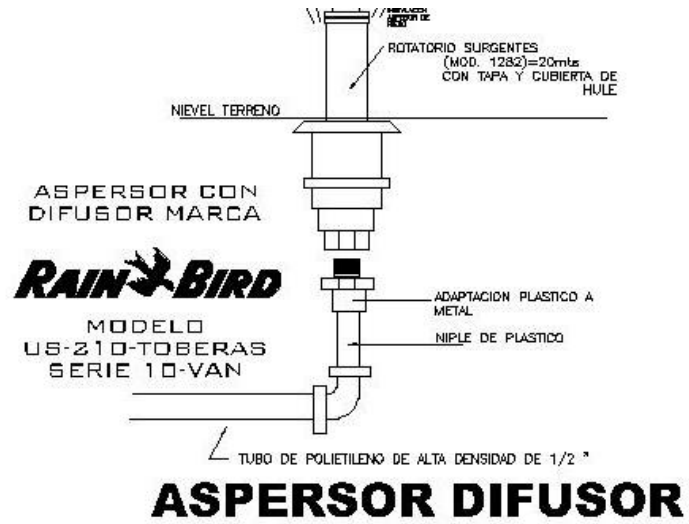 ASPERSOR DE
ROTATORIO SURGENTES
(MOD. 1282)=20mts
CON TAPA Y CUBIERTA DE
HULE
NIEVEL TERRENO
ASPERSOR CON
DIFUSOR MARCA
RAIN BIRD
MODELO
US-210-TOBERAS
SERIE 10-VAN
ADAPTACION PLASTICO A
METAL
NIPLE DE PLASTICO
TUBO DE POLIETILENO DE ALTA DENSIDAD DE 1/2 "
ASPERSOR DIFUSOR